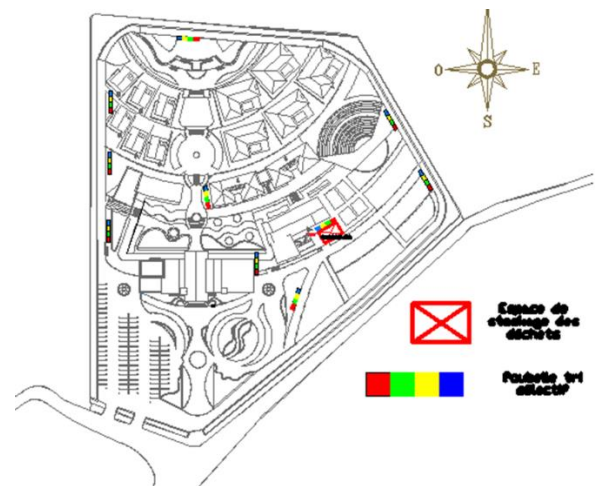 O
E
S
Espace de
stockage des
déchets
Poubelle tri
sélectif